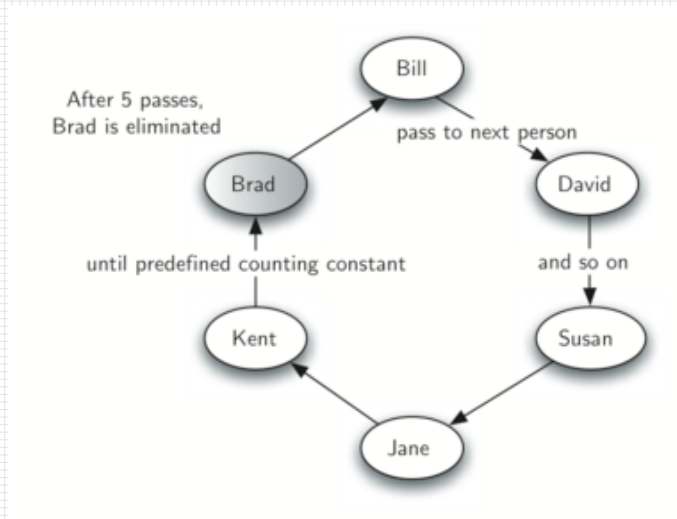 Bill
After 5 passes,
Brad is eliminated
pass to next person
Brad
David
until predefined counting constant
and so on
Kent
Susan
Jane